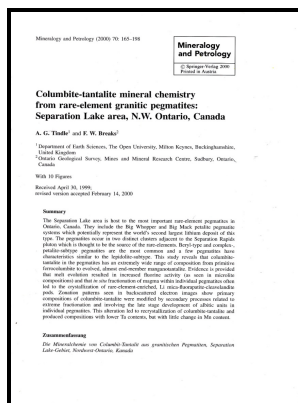 Mineralogy and Petrology (2000) 70: 165–198
Mineralogy
and
Petrology
© Springer-Verlag 2000
Printed in Austria
Columbite-tantalite mineral chemistry
from rare-element granitic pegmatites:
Separation Lake area, N.W. Ontario, Canada
A. G. Tindle¹ and F. W. Breaks²
¹ Department of Earth Sciences, The Open University, Milton Keynes, Buckinghamshire,
United Kingdom
² Ontario Geological Survey, Mines and Mineral Research Centre, Sudbury, Ontario,
Canada
With 10 Figures
Received April 30, 1999;
revised version accepted February 14, 2000
Summary
The Separation Lake area is host to the most important rare-element pegmatites in
Ontario, Canada. They include the Big Whopper and Big Mack petalite pegmatite
systems which potentially represent the world's second largest lithium deposit of this
type. The pegmatites occur in two distinct clusters adjacent to the Separation Rapids
pluton which is thought to be the source of the rare elements. Beryl-type and complex-,
petalite-subtype pegmatites are the most common and a few pegmatites have
characteristics similar to the lepidolite-subtype. This study reveals that columbite-
tantalite in the pegmatites has an extremely wide range of composition from primitive
ferrocolumbite to evolved, almost end-member manganotantalite. Evidence is provided
that melt evolution resulted in increased fluorine activity (as seen in microlite
compositions) and that in situ fractionation of magma within individual pegmatites often
led to the crystallization of rare-element-enriched, Li mica-fluorapatite-cleavelandite
pods. Zonation patterns seen in backscattered electron images show primary
compositions of columbite-tantalite were modified by secondary processes related to
extreme fractionation and involving the late stage development of albitic units in
individual pegmatites. This alteration led to recrystallization of columbite-tantalite and
produced compositions with lower Ta contents, but with little change in Mn content.
Zusammenfassung
Die Mineralchemie von Columbit-Tantalit aus granitischen Pegmatiten, Separation
Lake-Gebiet, Nordwest-Ontario, Kanada